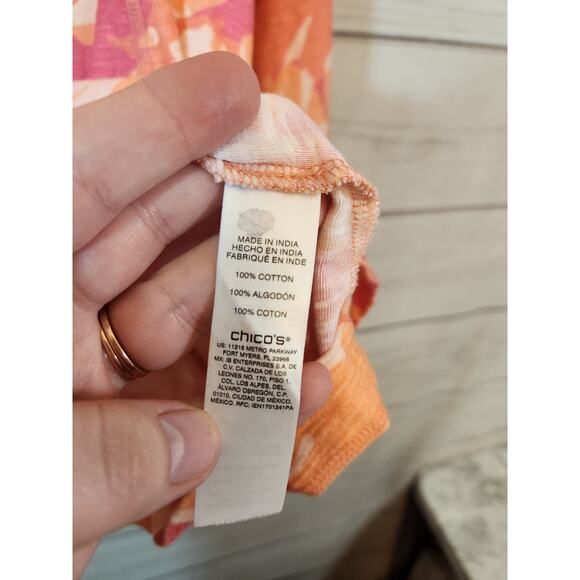 MADE IN INDIA
HECHO EN INDIA
FABRIQUÉ EN INDE
100% COTTON
100% ALGODÓN
100% COTON
chico's®
US: 11215 METRO PARKWAY
FORT MYERS, FL 33966
MX: IB ENTERPRISES S.A. DE
C.V. CALZADA DE LOS
LEONES NO. 170, PISO 1,
COL. LOS ALPES, DEL.
ÁLVARO OBREGÓN, C.P.
01010, CIUDAD DE MÉXICO,
MÉXICO. RFC: IEN1701241PA